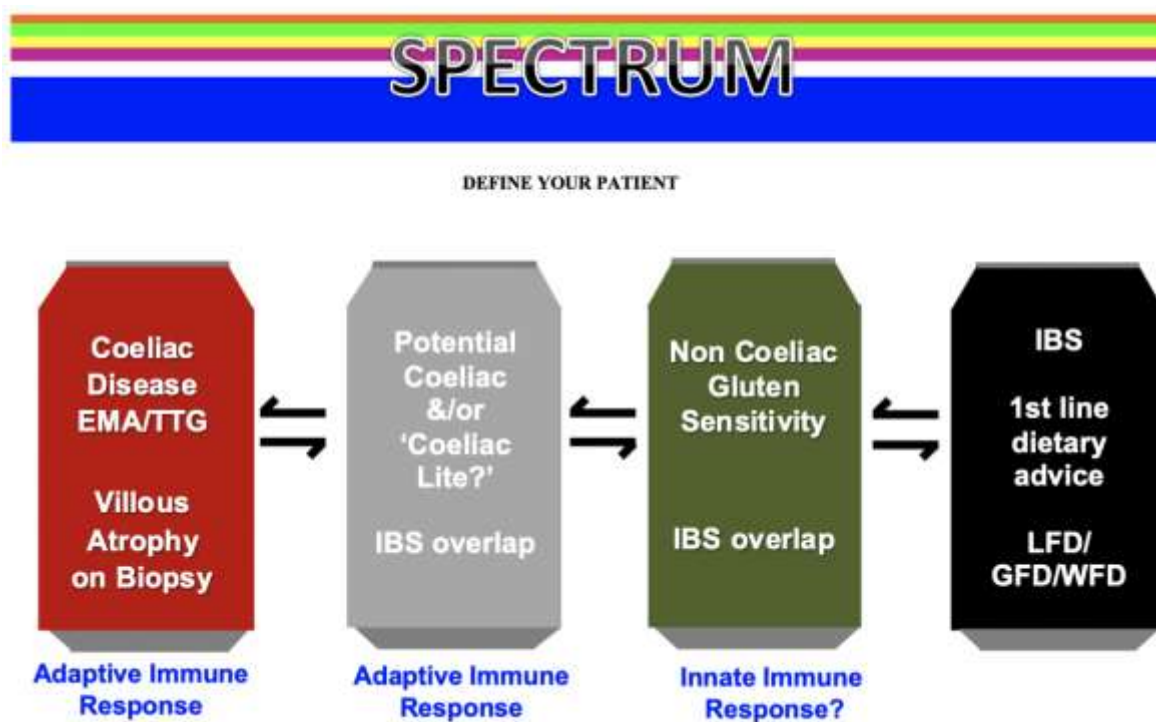 SPECTRUM
DEFINE YOUR PATIENT
Coeliac
Disease
EMA/TTG
Villous
Atrophy
on Biopsy
Adaptive Immune
Response
Potential
Coeliac
&/or
‘Coeliac
Lite?’
IBS overlap
Adaptive Immune
Response
Non Coeliac
Gluten
Sensitivity
IBS overlap
Innate Immune
Response?
IBS
1st line
dietary
advice
LFD/
GFD/WFD